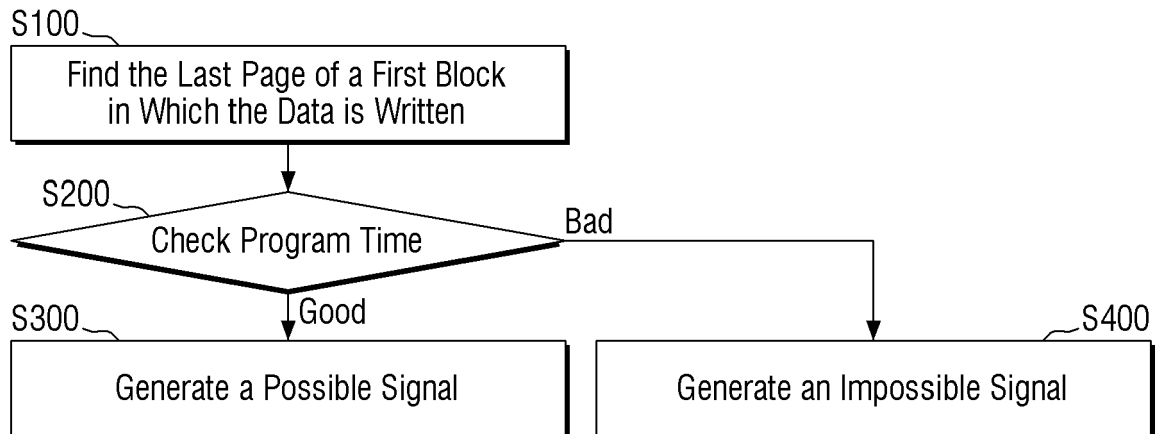 S100
Find the Last Page of a First Block
in Which the Data is Written
S200
Check Program Time
Bad
Good
S300
Generate a Possible Signal
S400
Generate an Impossible Signal